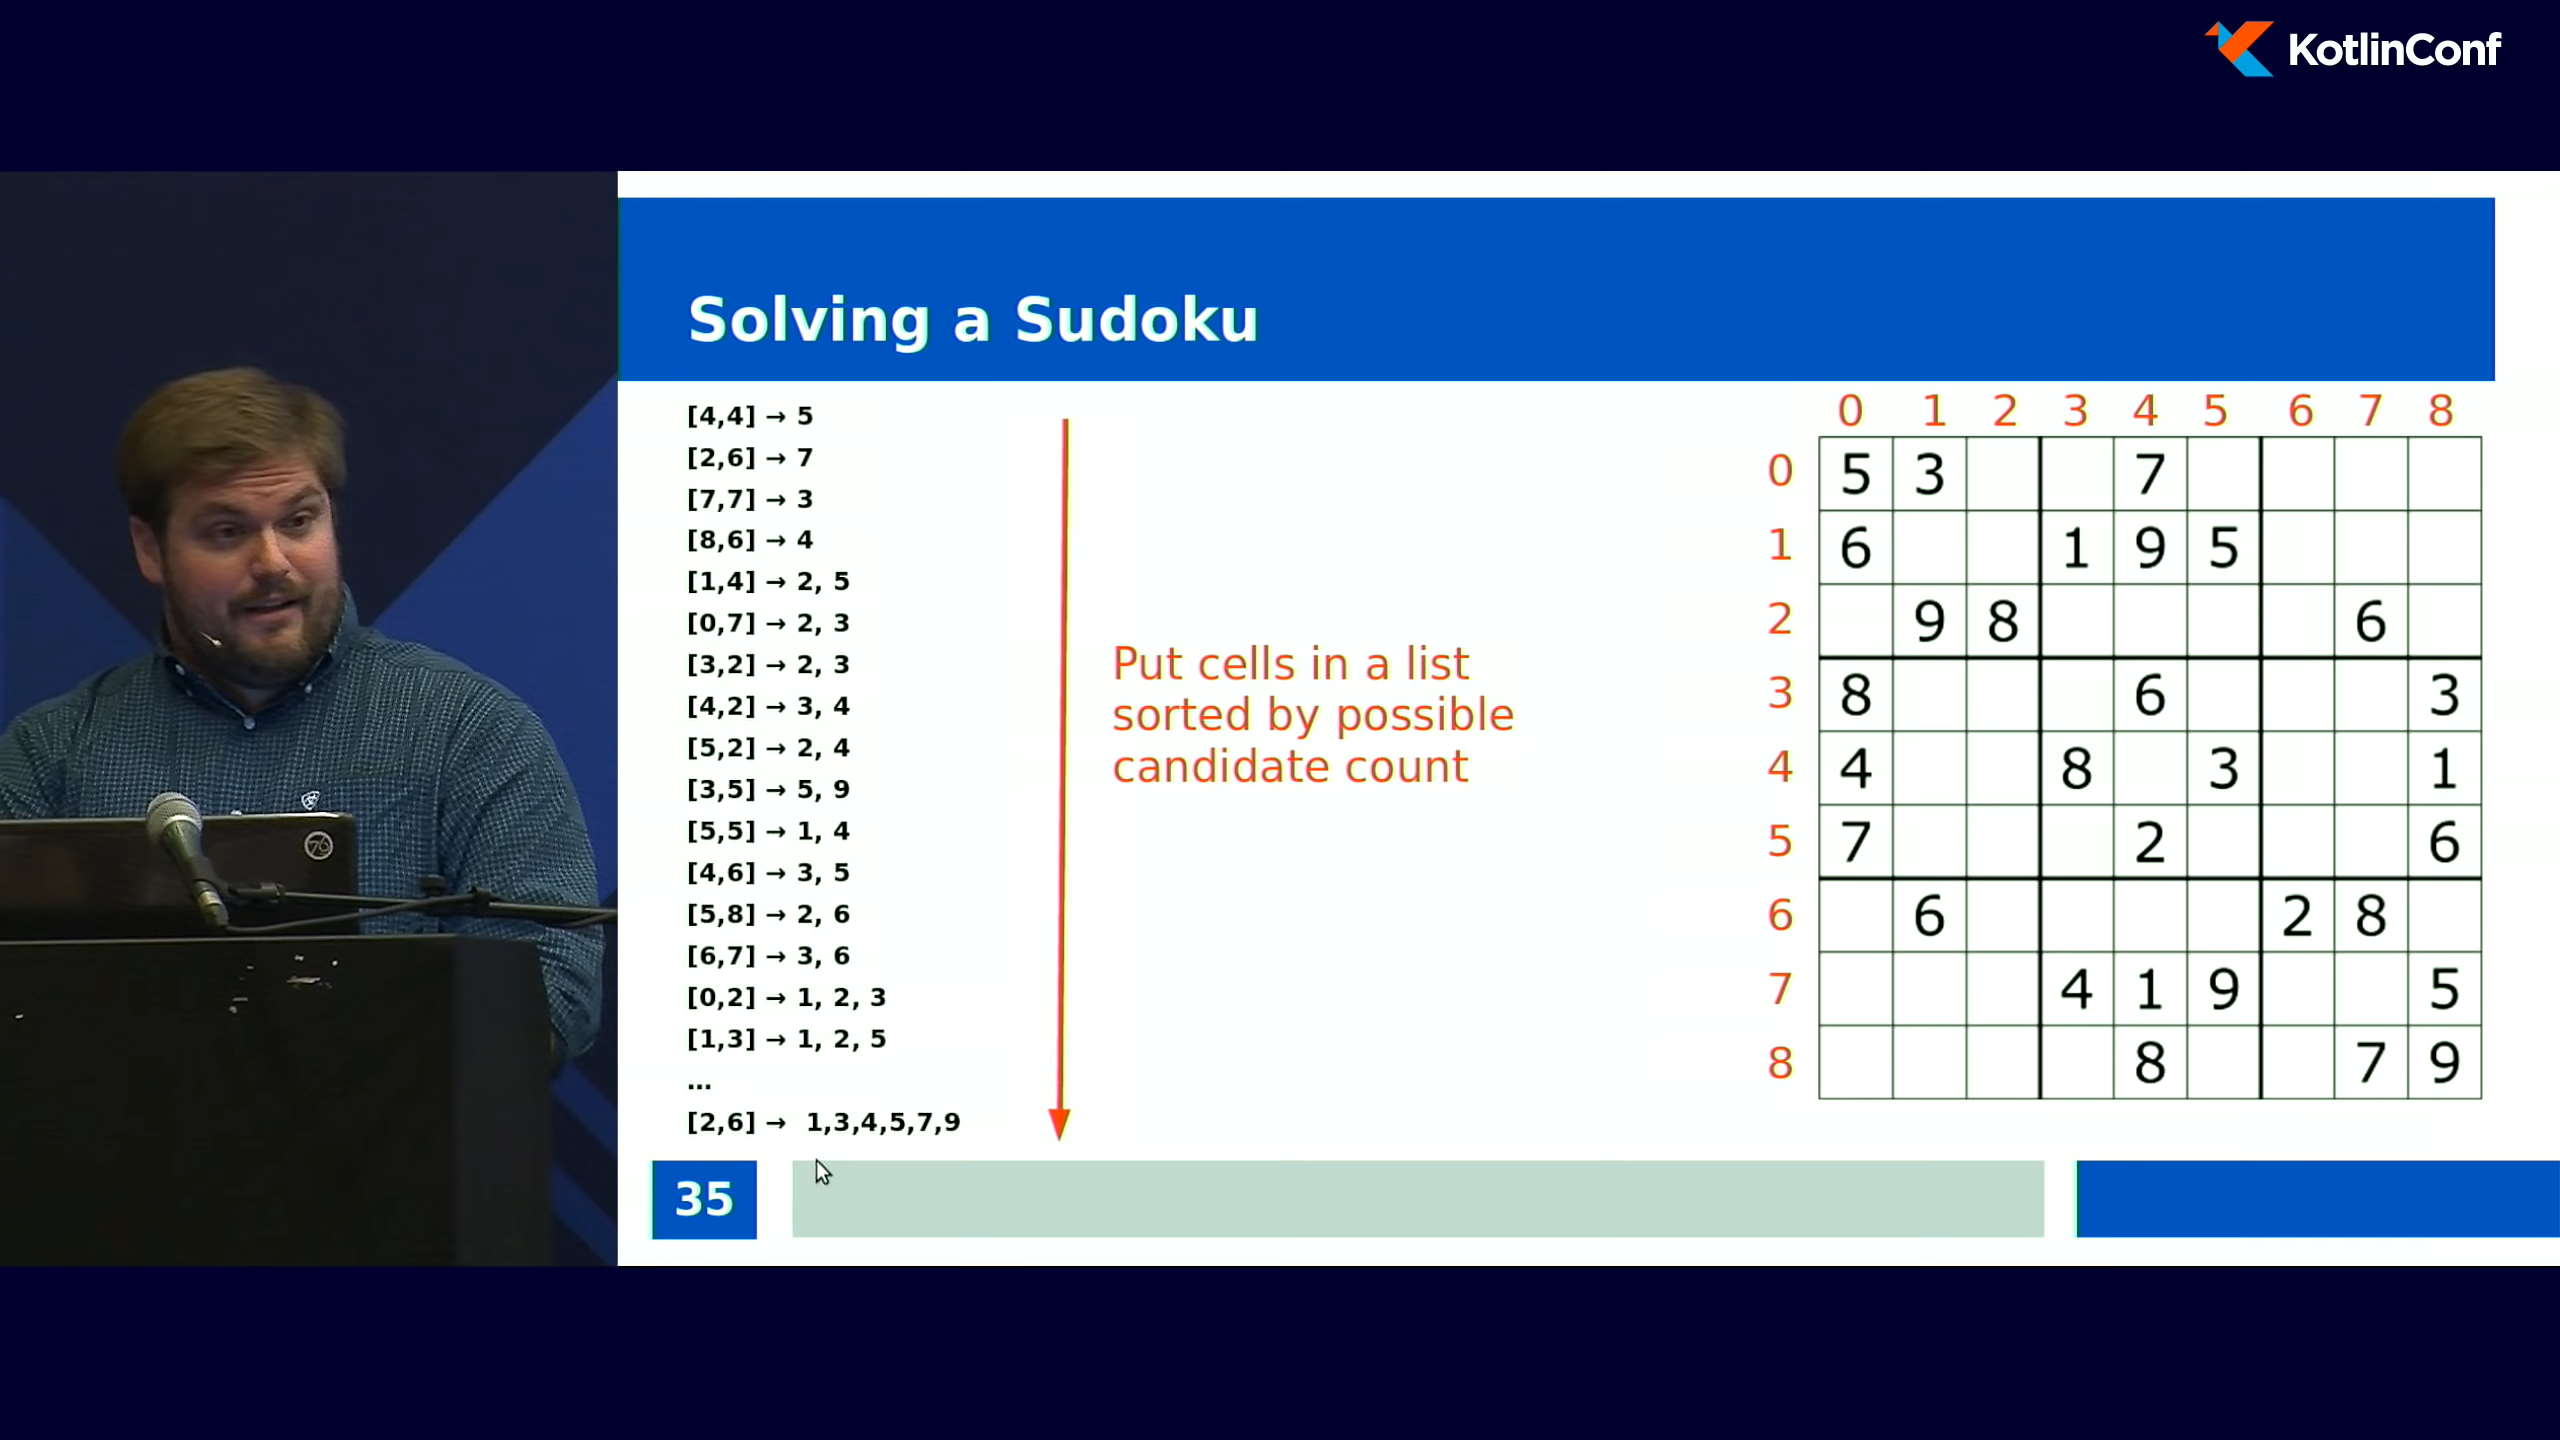 KotlinConf
Solving a Sudoku
[4,4] → 5
[2,6] → 7
[7,7] → 3
[8,6] → 4
[1,4] → 2, 5
[0,7] → 2, 3
[3,2] → 2, 3
[4,2] → 3, 4
[5,2] → 2, 4
[3,5] → 5, 9
[5,5] → 1, 4
[4,6] → 3, 5
[5,8] → 2, 6
[6,7] → 3, 6
[0,2] → 1, 2, 3
[1,3] → 1, 2, 5
...
[2,6] → 1,3,4,5,7,9
Put cells in a list
sorted by possible
candidate count
0 1 2 3 4 5 6 7 8
0 5 3 7
1 6 1 9 5
2 9 8 6
3 8 6 3
4 4 8 3 1
5 7 2 6
6 6 2 8
7 4 1 9 5
8 8 7 9
35
76